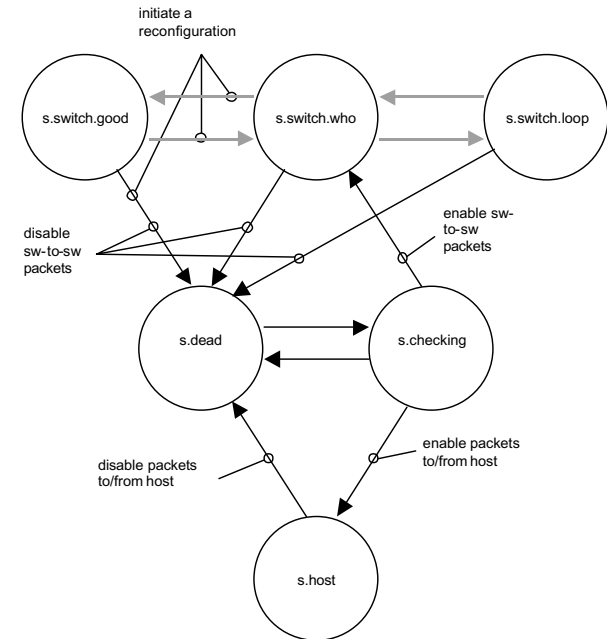 initiate a
reconfiguration
s.switch.good
s.switch.who
s.switch.loop
disable
sw-to-sw
packets
enable sw-
to-sw
packets
s.dead
s.checking
disable packets
to/from host
enable packets
to/from host
s.host